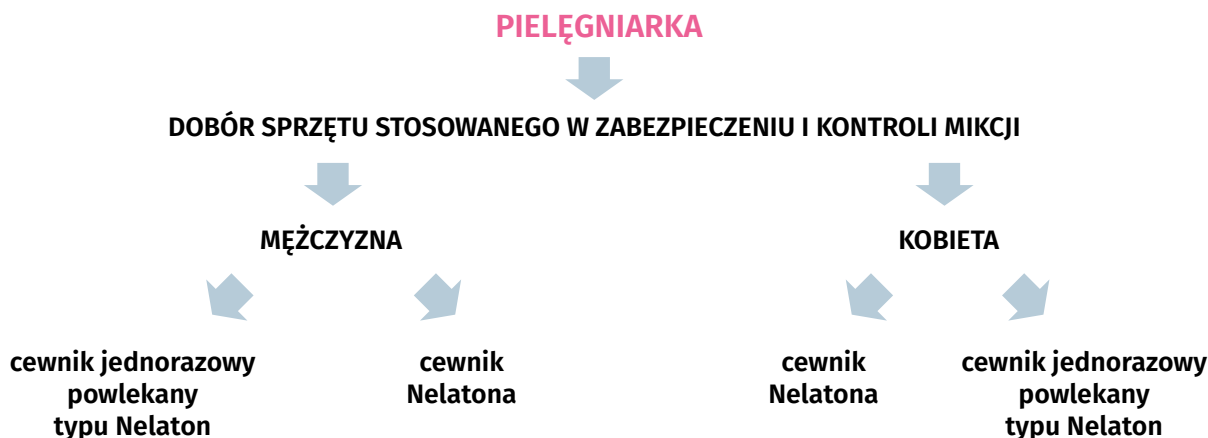 PIELĘGNIARKA
DOBÓR SPRZĘTU STOSOWANEGO W ZABEZPIECZENIU I KONTROLI MIKCJI
MĘŻCZYZNA
KOBIETA
cewnik jednorazowy
powlekany
typu Nelaton
cewnik
Nelatona
cewnik
Nelatona
cewnik jednorazowy
powlekany
typu Nelaton